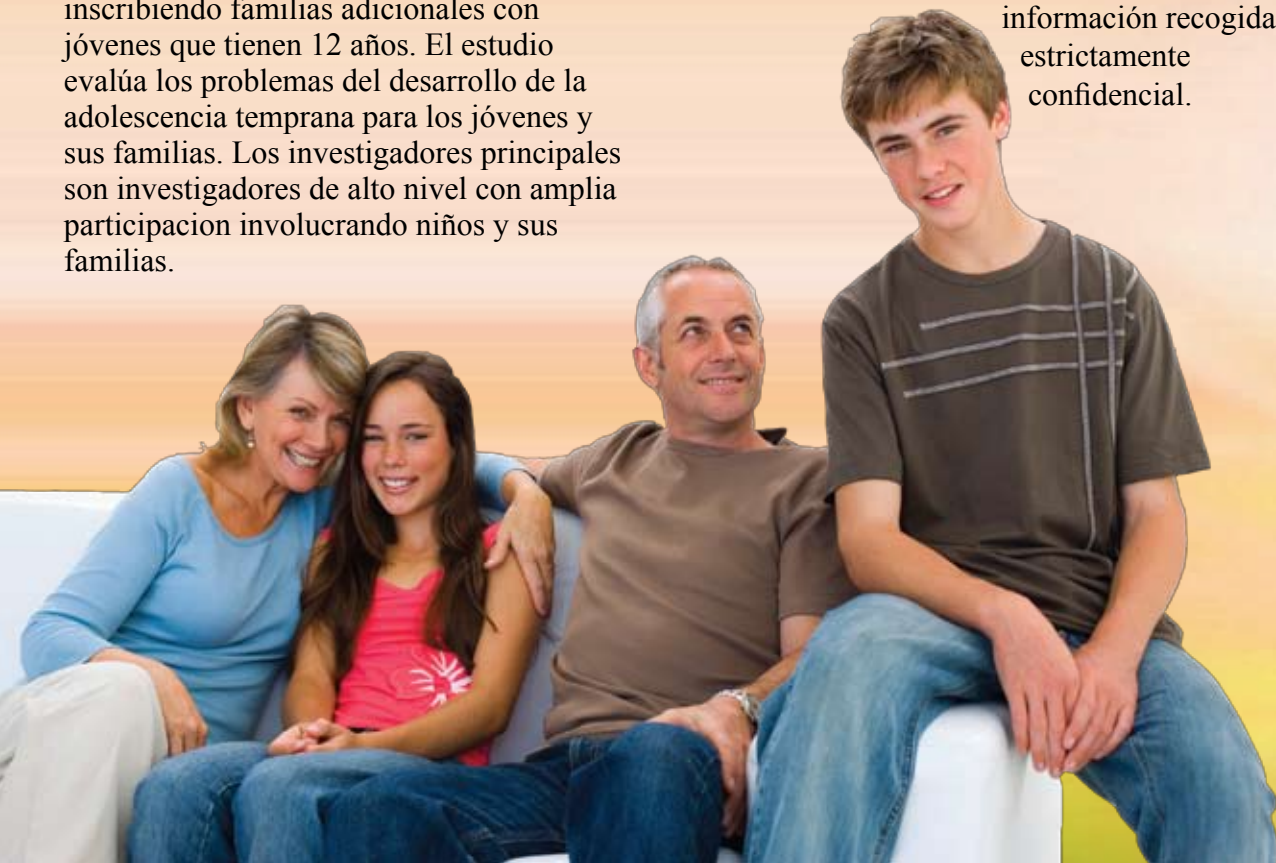 inscribiendo familias adicionales con
jóvenes que tienen 12 años. El estudio
evalúa los problemas del desarrollo de la
adolescencia temprana para los jóvenes y
sus familias. Los investigadores principales
son investigadores de alto nivel con amplia
participacion involucrando niños y sus
familias.
información recogida
estrictamente
confidencial.